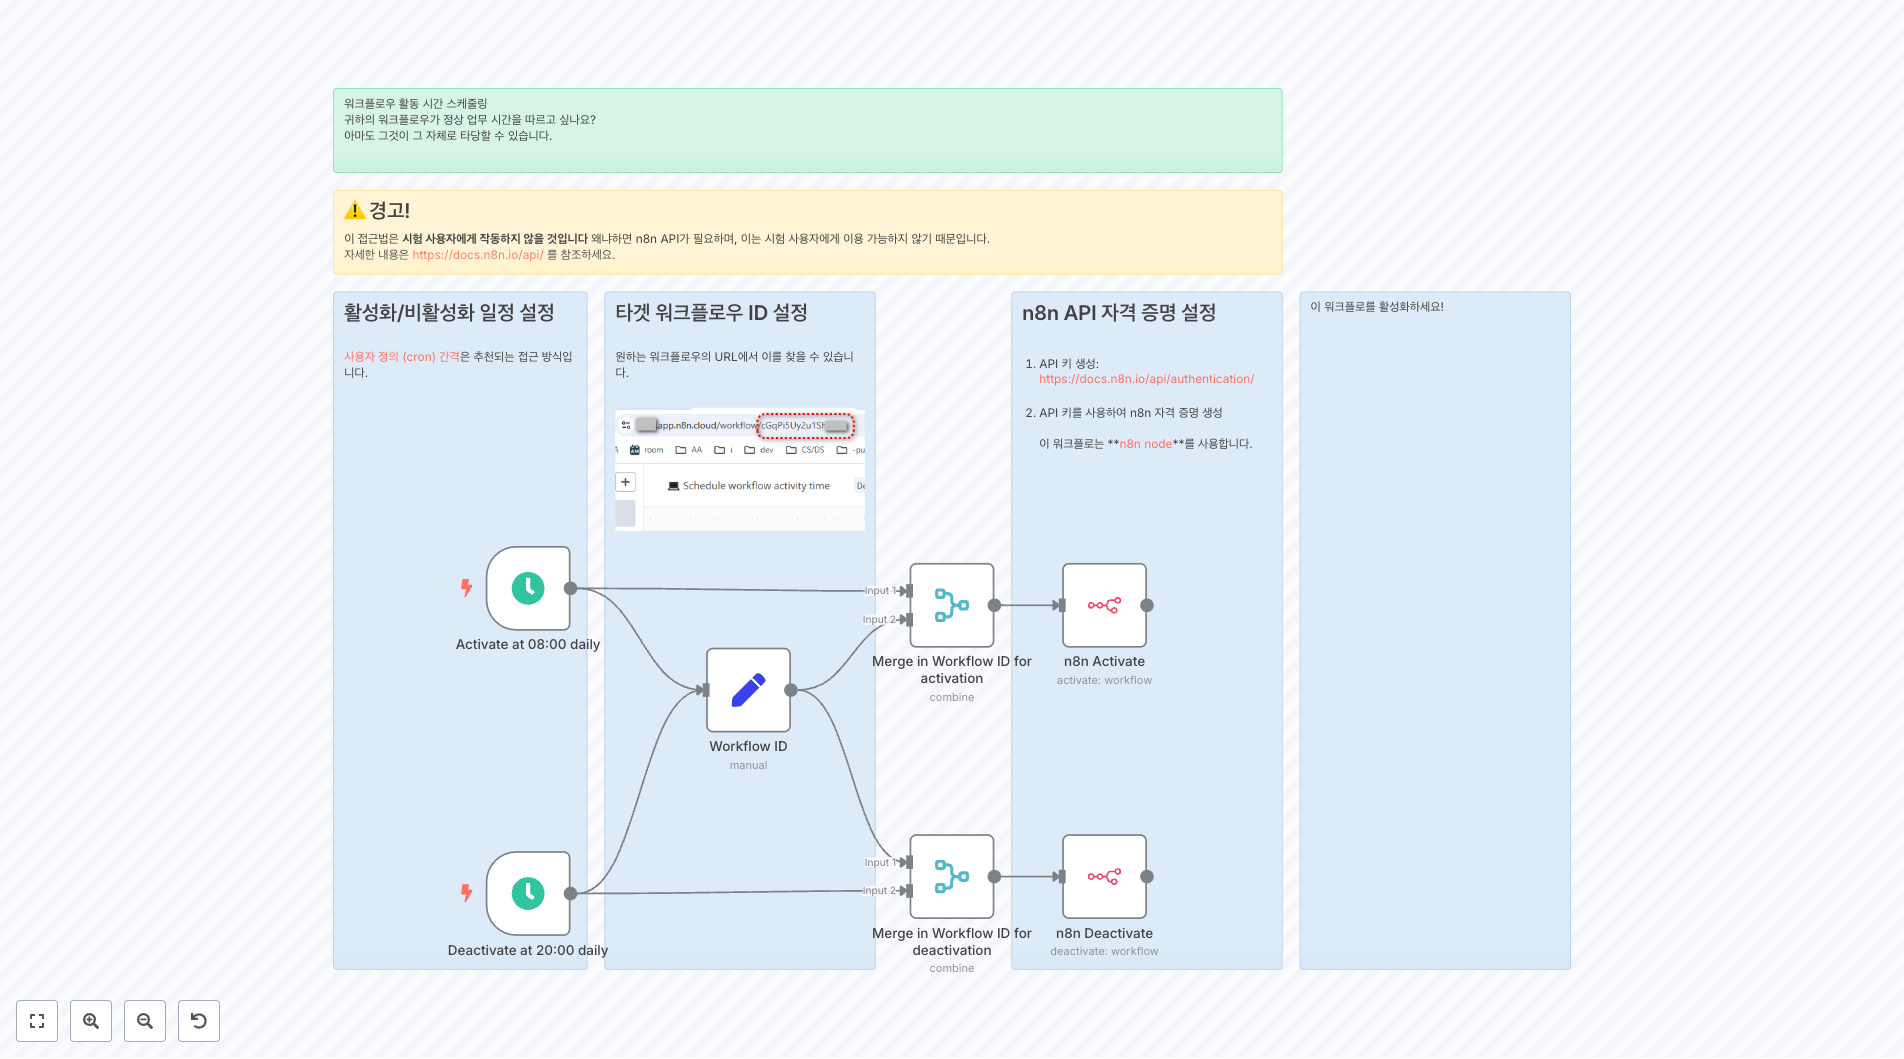 워크플로우 활동 시간 스케줄링
귀하의 워크플로우가 정상 업무 시간을 따르고 싶나요?
아마도 그것이 그 자체로 타당할 수 있습니다.
⚠️ 경고!
이 접근법은 시험 사용자에게 작동하지 않을 것입니다 왜냐하면 n8n API가 필요하며, 이는 시험 사용자에게 이용 가능하지 않기 때문입니다.
자세한 내용은 https://docs.n8n.io/api/ 를 참조하세요.
활성화/비활성화 일정 설정
사용자 정의 (cron) 간격은 추천되는 접근 방식입
니다.
타겟 워크플로우 ID 설정
원하는 워크플로우의 URL에서 이를 찾을 수 있습니
다.
app.n8n.cloud/workflow/cGqPi5Uy2u1S
room AA i dev CS/DS -pu
+
Schedule workflow activity time
n8n API 자격 증명 설정
1. API 키 생성:
https://docs.n8n.io/api/authentication/
2. API 키를 사용하여 n8n 자격 증명 생성
이 워크플로는 **n8n node**를 사용합니다.
이 워크플로를 활성화하세요!
Activate at 08:00 daily
Workflow ID
manual
Input 1
Input 2
Merge in Workflow ID for
activation
combine
n8n Activate
activate: workflow
Deactivate at 20:00 daily
Input 1
Input 2
Merge in Workflow ID for
deactivation
combine
n8n Deactivate
deactivate: workflow